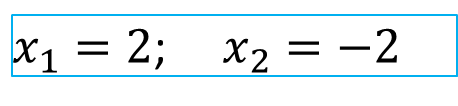 x₁ = 2; x₂ = −2